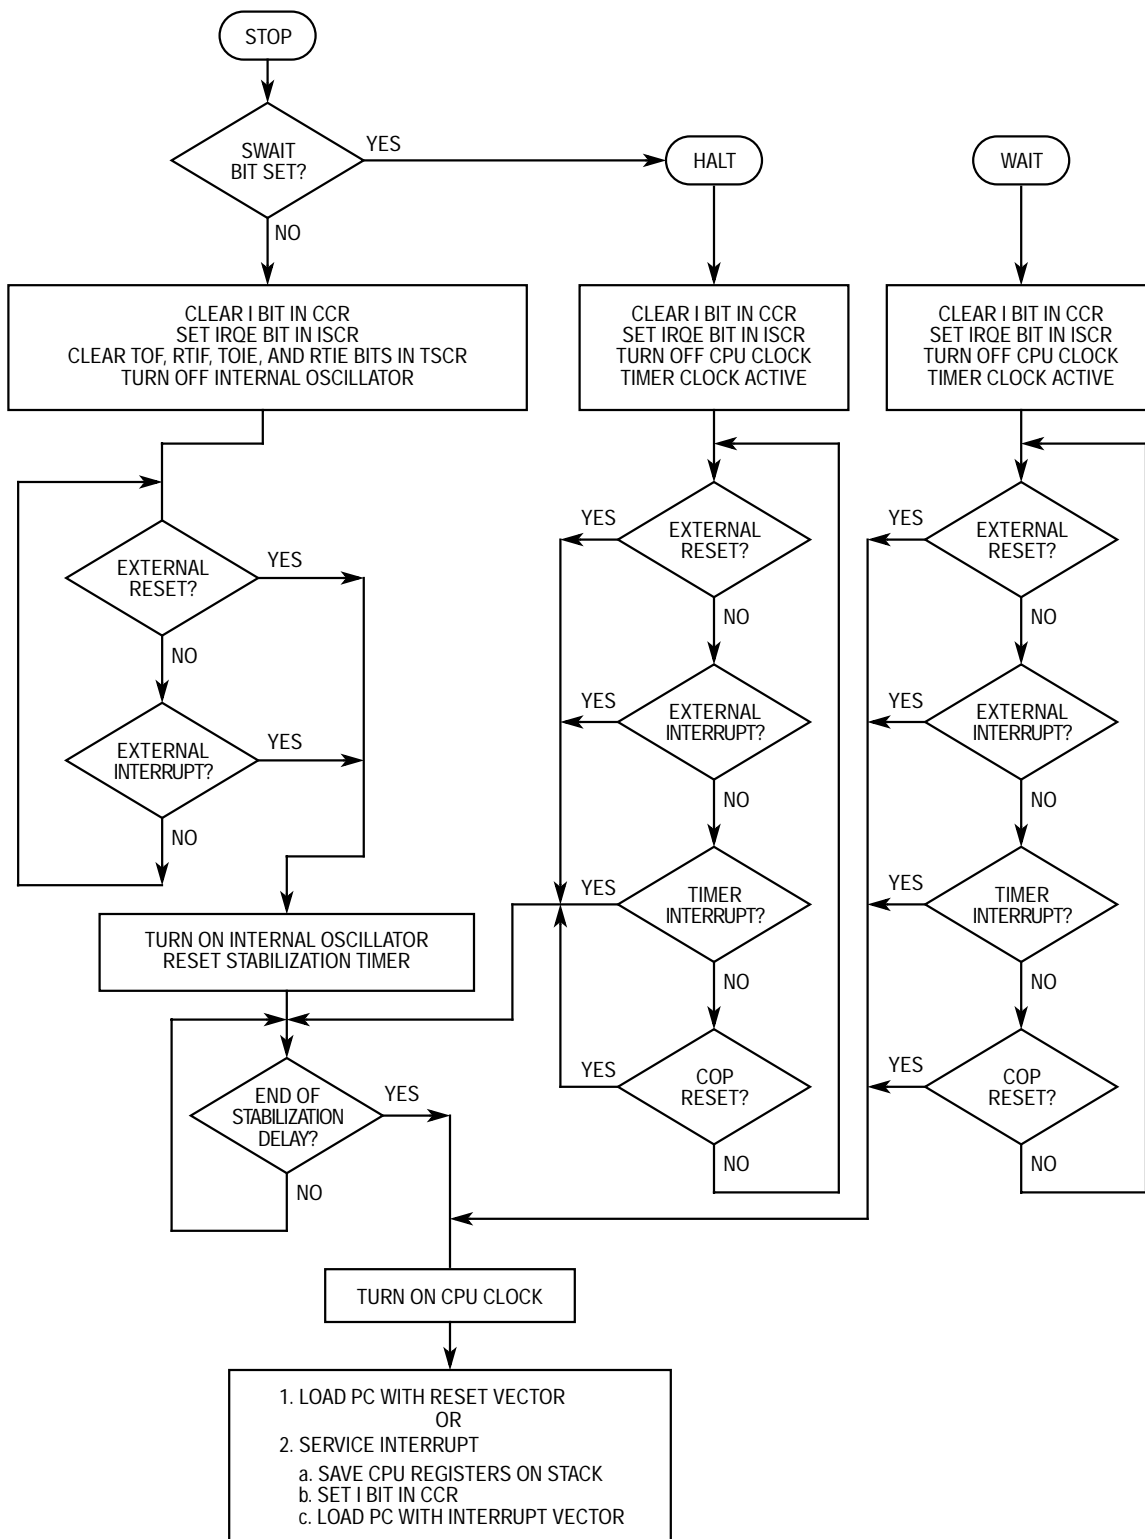 STOP
SWAIT
BIT SET?
YES
NO
HALT
WAIT
CLEAR I BIT IN CCR
SET IRQE BIT IN ISCR
CLEAR TOF, RTIF, TOIE, AND RTIE BITS IN TSCR
TURN OFF INTERNAL OSCILLATOR
CLEAR I BIT IN CCR
SET IRQE BIT IN ISCR
TURN OFF CPU CLOCK
TIMER CLOCK ACTIVE
CLEAR I BIT IN CCR
SET IRQE BIT IN ISCR
TURN OFF CPU CLOCK
TIMER CLOCK ACTIVE
EXTERNAL
RESET?
YES
NO
EXTERNAL
INTERRUPT?
YES
NO
TURN ON INTERNAL OSCILLATOR
RESET STABILIZATION TIMER
END OF
STABILIZATION
DELAY?
YES
NO
YES
EXTERNAL
RESET?
NO
YES
EXTERNAL
INTERRUPT?
NO
YES
TIMER
INTERRUPT?
NO
YES
COP
RESET?
NO
YES
EXTERNAL
RESET?
NO
YES
EXTERNAL
INTERRUPT?
NO
YES
TIMER
INTERRUPT?
NO
YES
COP
RESET?
NO
TURN ON CPU CLOCK
1. LOAD PC WITH RESET VECTOR
OR
2. SERVICE INTERRUPT
a. SAVE CPU REGISTERS ON STACK
b. SET I BIT IN CCR
c. LOAD PC WITH INTERRUPT VECTOR